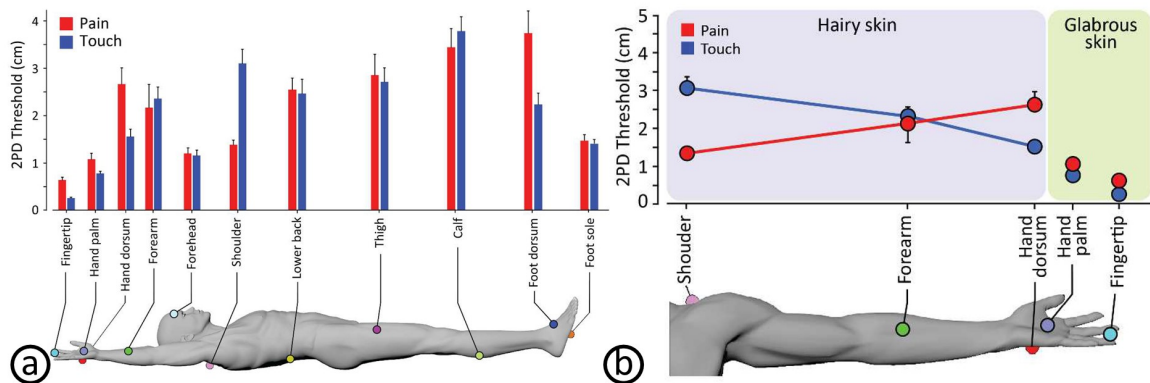 Pain
Touch
2PD Threshold (cm)
4
3
2
1
0
Fingertip
Hand palm
Hand dorsum
Forearm
Forehead
Shoulder
Lower back
Thigh
Calf
Foot dorsum
Foot sole
a
Hairy skin
Glabrous
skin
Pain
Touch
2PD Threshold (cm)
5
4
3
2
1
0
Shouder
Forearm
Hand
dorsum
Hand
palm
Fingertip
b